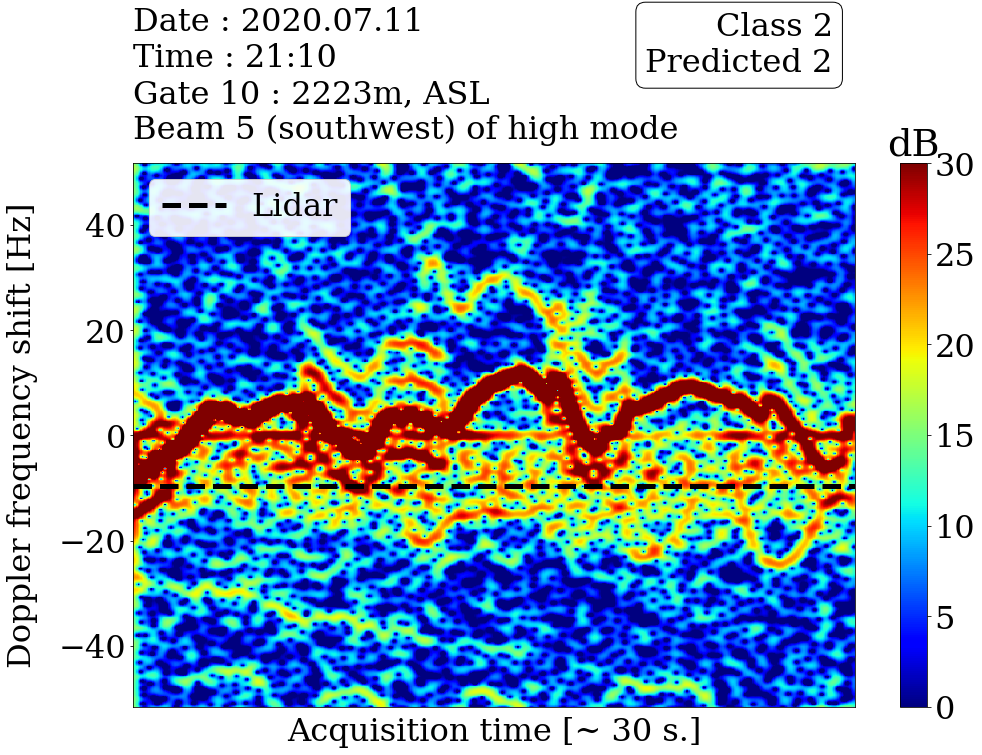 Date : 2020.07.11
Time : 21:10
Gate 10 : 2223m, ASL
Beam 5 (southwest) of high mode
Class 2
Predicted 2
dB
Lidar
Doppler frequency shift [Hz]
40
20
0
−20
−40
30
25
20
15
10
5
0
Acquisition time [~ 30 s.]